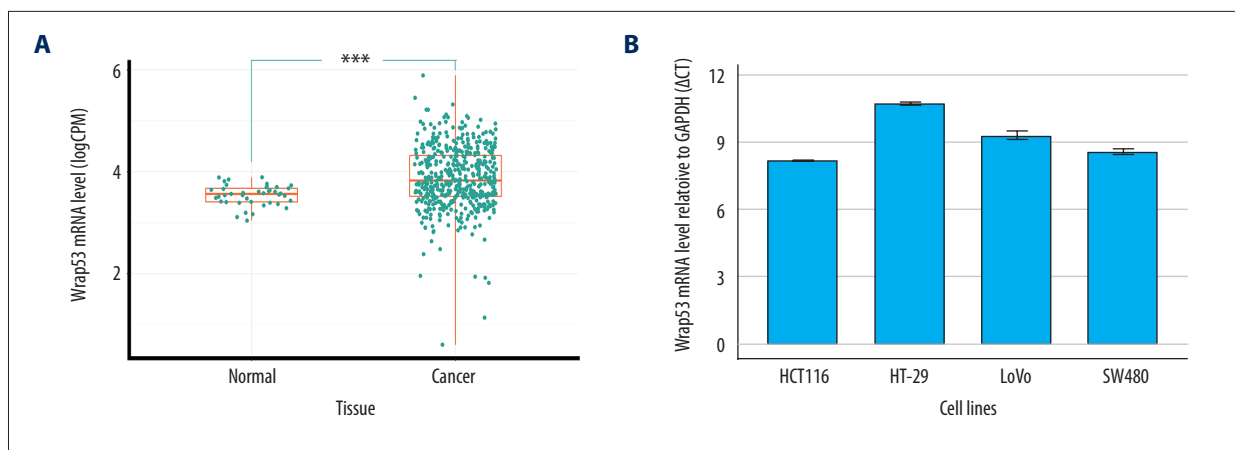 A
Wrap53 mRNA level (logCPM)
6
4
2
***
Normal
Cancer
Tissue
B
Wrap53 mRNA level relatoive to GAPDH (ΔCT)
12
9
6
3
0
HCT116
HT-29
LoVo
SW480
Cell lines